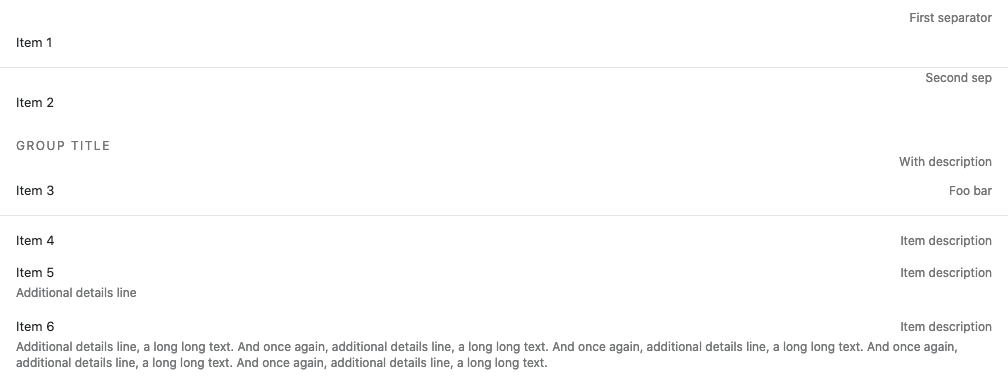 First separator
Item 1
Second sep
Item 2
GROUP TITLE
With description
Item 3 Foo bar
Item 4 Item description
Item 5 Item description
Additional details line
Item 6 Item description
Additional details line, a long long text. And once again, additional details line, a long long text. And once again, additional details line, a long long text. And once again,
additional details line, a long long text. And once again, additional details line, a long long text.